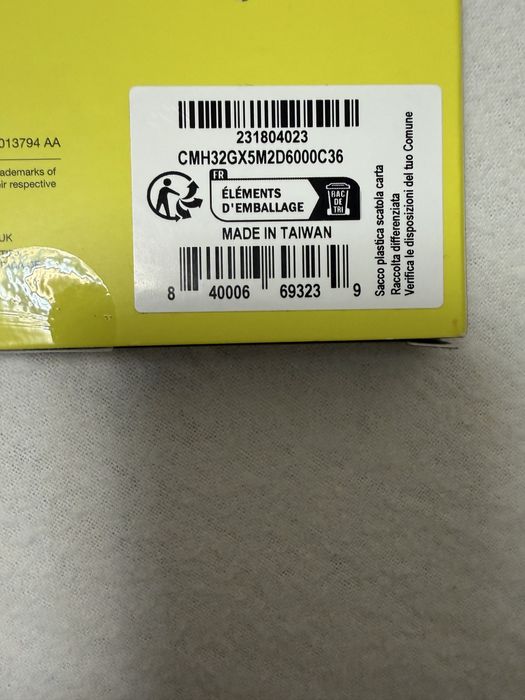 013794 AA
ademarks of
ir respective
UK
231804023
CMH32GX5M2D6000C36
FR
ÉLÉMENTS
D'EMBALLAGE
BAC
DE
TRI
MADE IN TAIWAN
8 40006 69323 9
Sacco plastica scatola carta
Raccolta differenziata
Verifica le disposizioni del tuo Comune